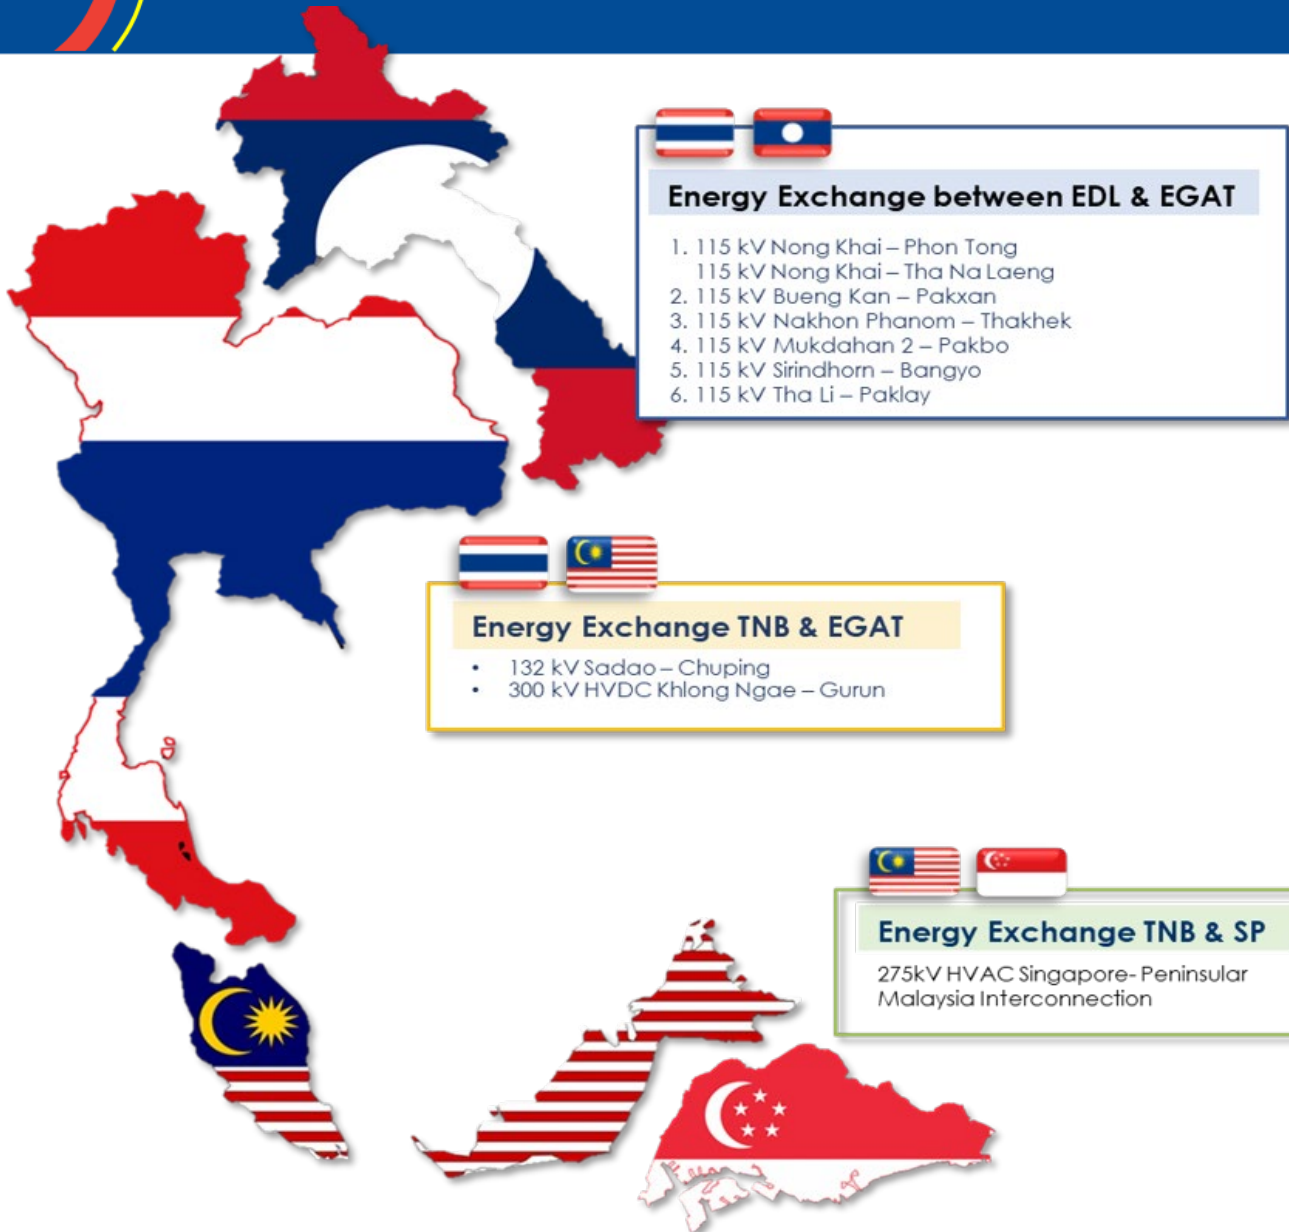 Energy Exchange between EDL & EGAT
1. 115 kV Nong Khai – Phon Tong
115 kV Nong Khai – Tha Na Laeng
2. 115 kV Bueng Kan – Pakxan
3. 115 kV Nakhon Phanom – Thakhek
4. 115 kV Mukdahan 2 – Pakbo
5. 115 kV Sirindhorn – Bangyo
6. 115 kV Tha Li – Paklay
Energy Exchange TNB & EGAT
• 132 kV Sadao – Chuping
• 300 kV HVDC Khlong Ngae – Gurun
Energy Exchange TNB & SP
275kV HVAC Singapore- Peninsular
Malaysia Interconnection